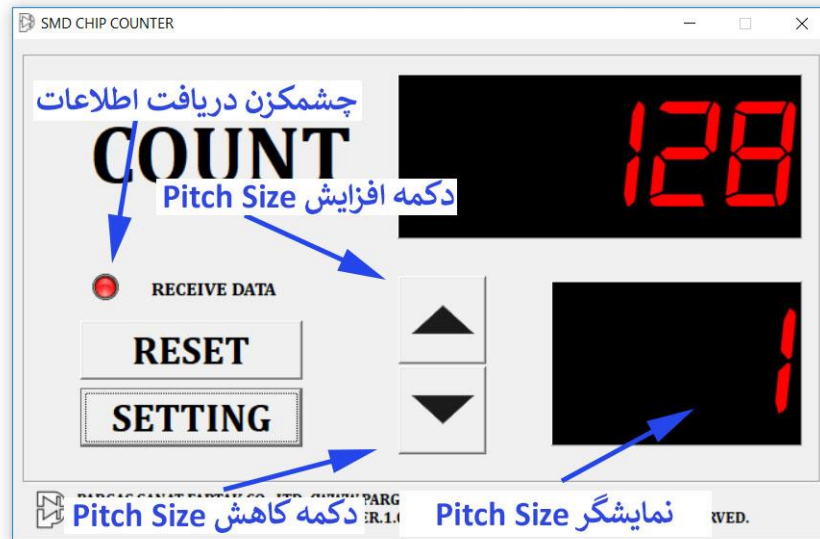 SMD CHIP COUNTER
چشمکزن دریافت اطلاعات
COUNT
128
دکمه افزایش Pitch Size
RECEIVE DATA
RESET
1
SETTING
دکمه کاهش Pitch Size
نمایشگر Pitch Size